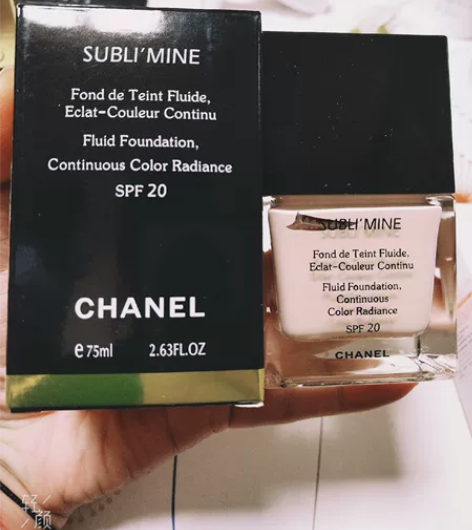 SUBLI'MINE
Fond de Teint Fluide,
Eclat-Couleur Continu
Fluid Foundation,
Continuous Color Radiance
SPF 20
CHANEL
e 75ml 2.63FL.OZ
SUBLI'MINE
Fond de Teint Fluide,
Eclat-Couleur Continu
Fluid Foundation,
Continuous
Color Radiance
SPF 20
CHANEL
轻
颜